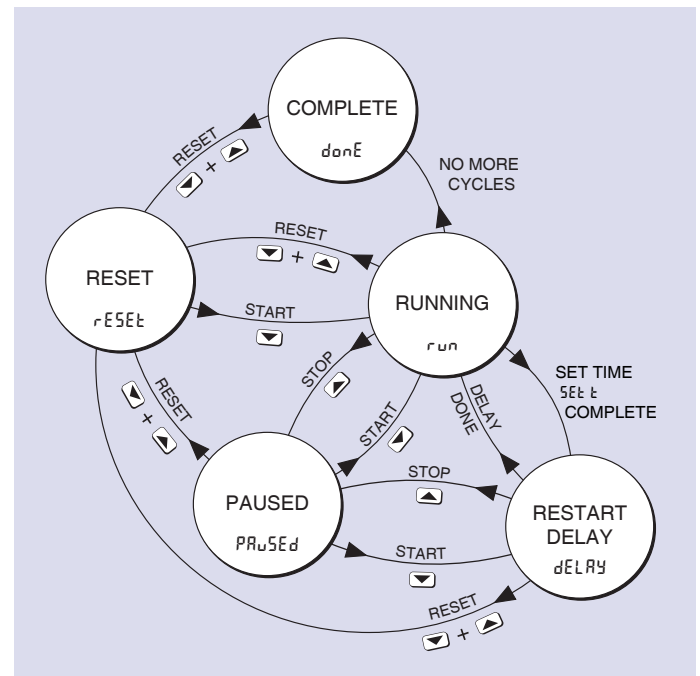 COMPLETE
donE
RESET
+
NO MORE
CYCLES
RESET
+
RESET
rESEt
START
RUNNING
run
STOP
START
DELAY
DONE
SET TIME
SEt t
COMPLETE
RESET
+
PAUSED
PAuSEd
STOP
START
RESTART
DELAY
dELAY
RESET
+